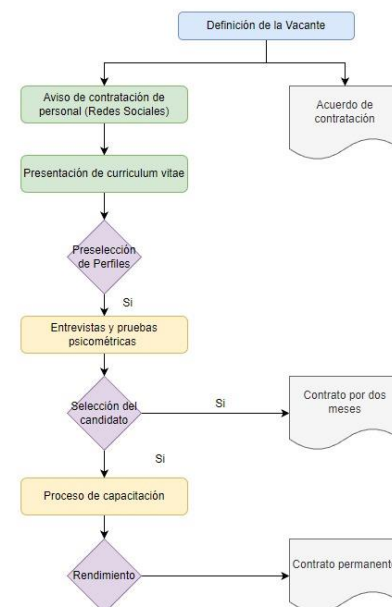 Definición de la Vacante
Aviso de contratación de
personal (Redes Sociales)
Acuerdo de
contratación
Presentación de curriculum vitae
Preselección
de Perfiles
Si
Entrevistas y pruebas
psicométricas
Selección del
candidato
Si
Contrato por dos
meses
Si
Proceso de capacitación
Rendimiento
Contrato permanente